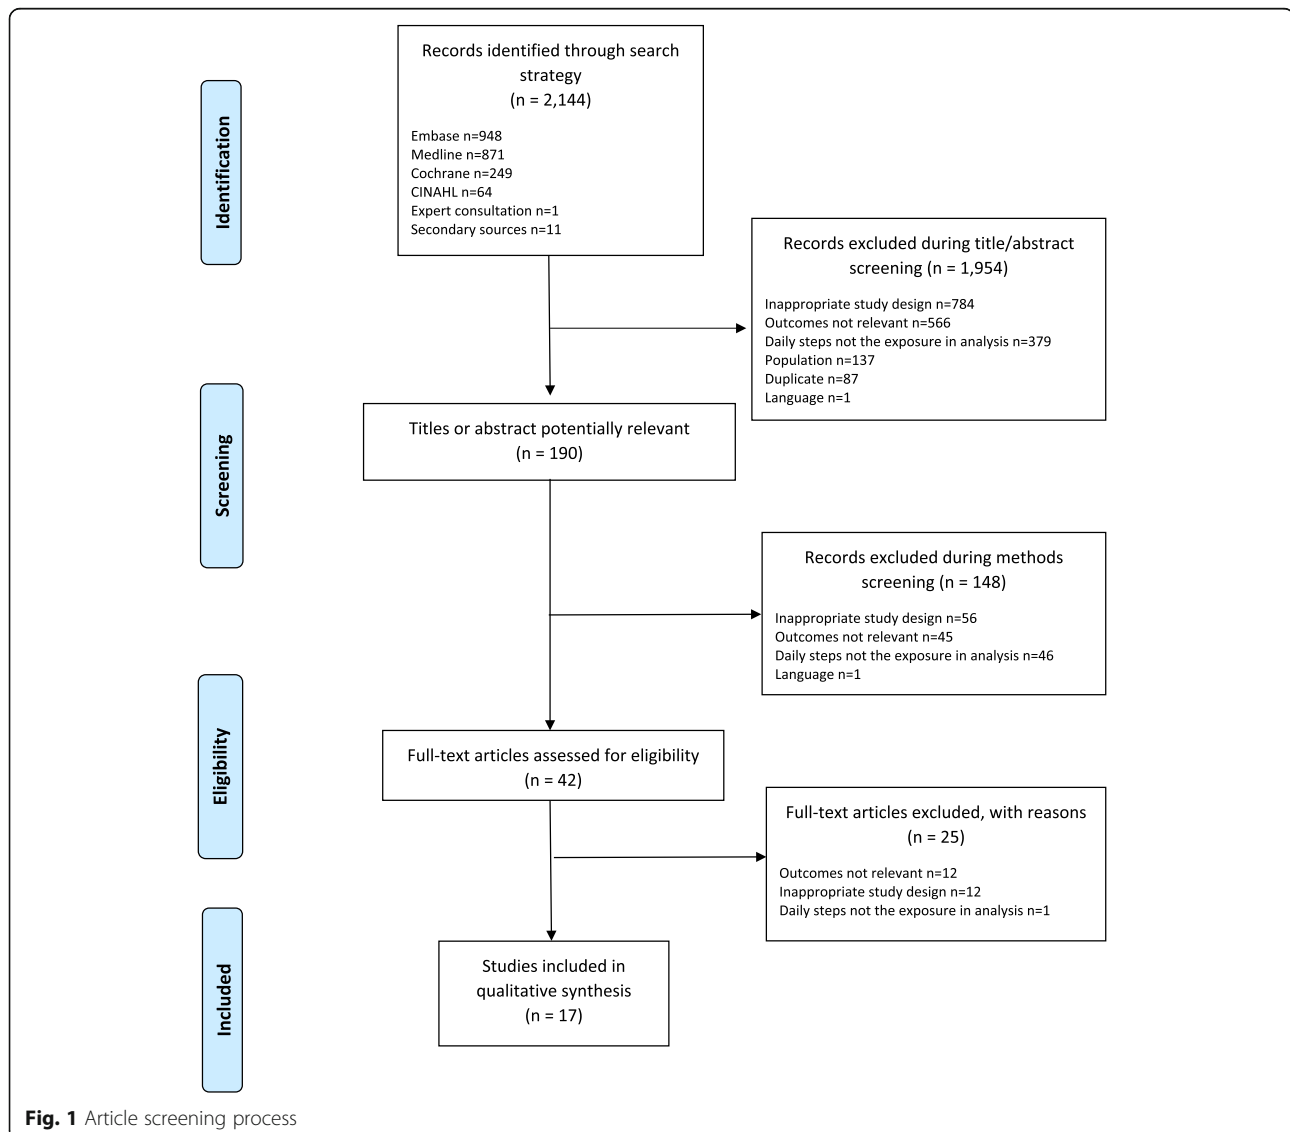 Identification
Records identified through search
strategy
(n = 2,144)
Embase n=948
Medline n=871
Cochrane n=249
CINAHL n=64
Expert consultation n=1
Secondary sources n=11
Records excluded during title/abstract
screening (n = 1,954)
Inappropriate study design n=784
Outcomes not relevant n=566
Daily steps not the exposure in analysis n=379
Population n=137
Duplicate n=87
Language n=1
Screening
Titles or abstract potentially relevant
(n = 190)
Records excluded during methods
screening (n = 148)
Inappropriate study design n=56
Outcomes not relevant n=45
Daily steps not the exposure in analysis n=46
Language n=1
Eligibility
Full-text articles assessed for eligibility
(n = 42)
Full-text articles excluded, with reasons
(n = 25)
Outcomes not relevant n=12
Inappropriate study design n=12
Daily steps not the exposure in analysis n=1
Included
Studies included in
qualitative synthesis
(n = 17)
Fig. 1 Article screening process